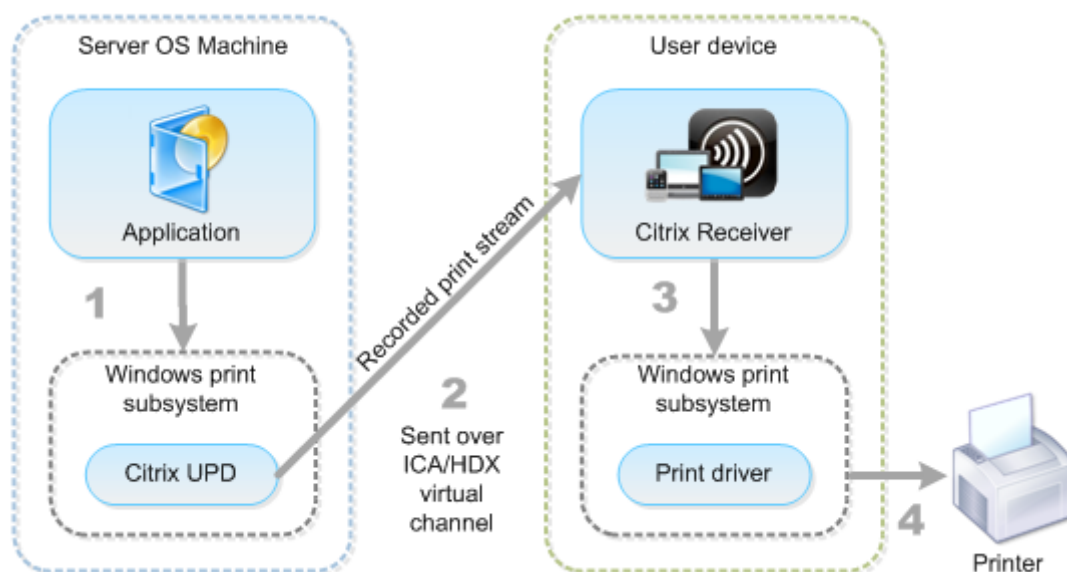 Server OS Machine
Application
1
Windows print
subsystem
Citrix UPD
Recorded print stream
2
Sent over
ICA/HDX
virtual
channel
User device
Citrix Receiver
3
Windows print
subsystem
Print driver
4
Printer